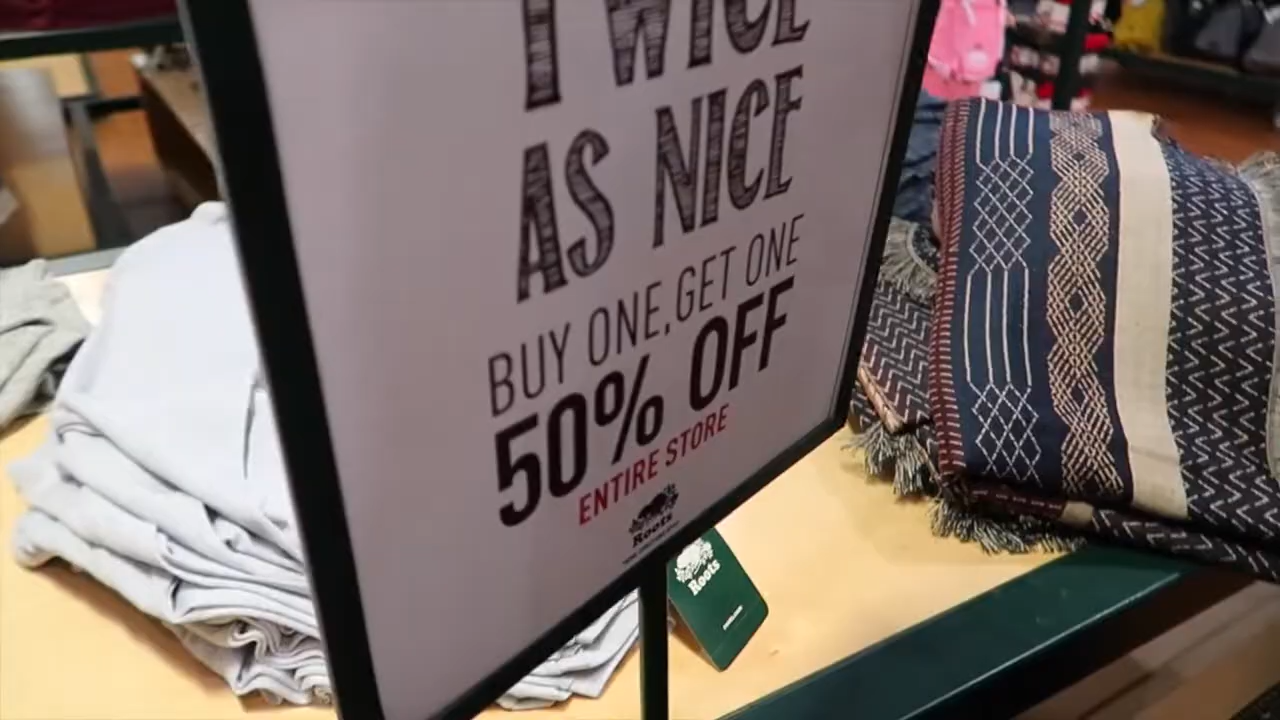 TWICE
AS NICE
BUY ONE, GET ONE
50% OFF
ENTIRE STORE
Roots
Roots